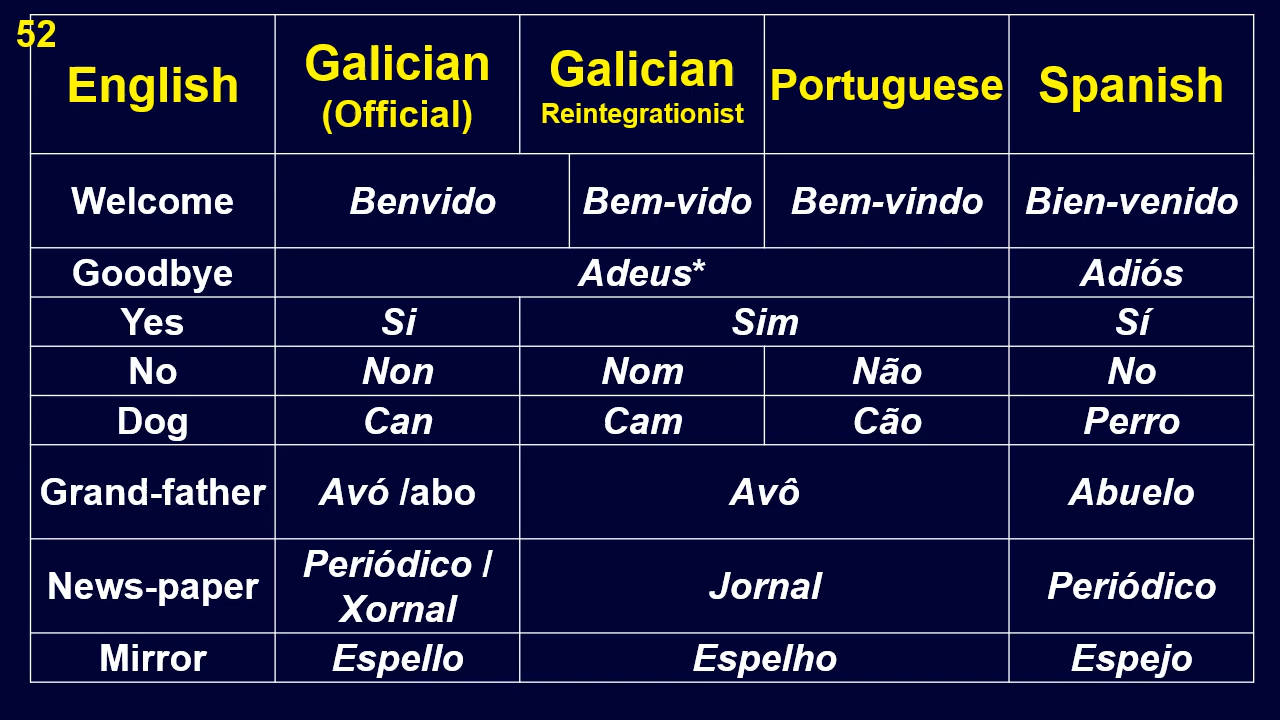 52
English
Galician
(Official)
Galician
Reintegrationist
Portuguese
Spanish
Welcome
Benvido
Bem-vido
Bem-vindo
Bien-venido
Goodbye
Adeus*
Adiós
Yes
Si
Sim
Sí
No
Non
Nom
Não
No
Dog
Can
Cam
Cão
Perro
Grand-father
Avó /abo
Avô
Abuelo
News-paper
Periódico /
Xornal
Jornal
Periódico
Mirror
Espello
Espelho
Espejo